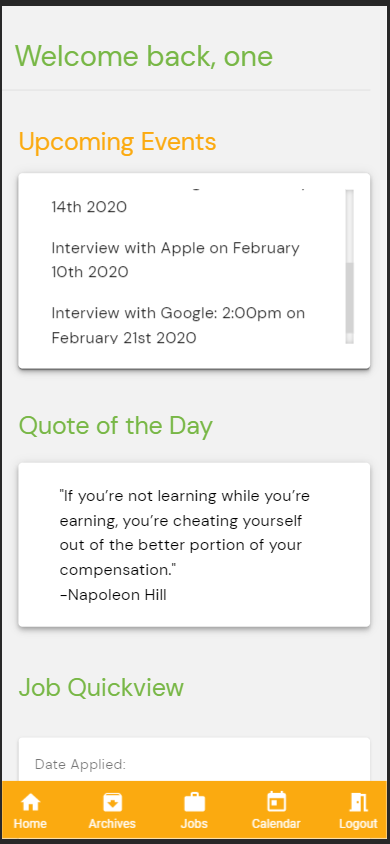 Welcome back, one
Upcoming Events
14th 2020
Interview with Apple on February
10th 2020
Interview with Google: 2:00pm on
February 21st 2020
Quote of the Day
"If you're not learning while you're
earning, you're cheating yourself
out of the better portion of your
compensation."
-Napoleon Hill
Job Quickview
Date Applied:
Home Archives Jobs Calendar Logout